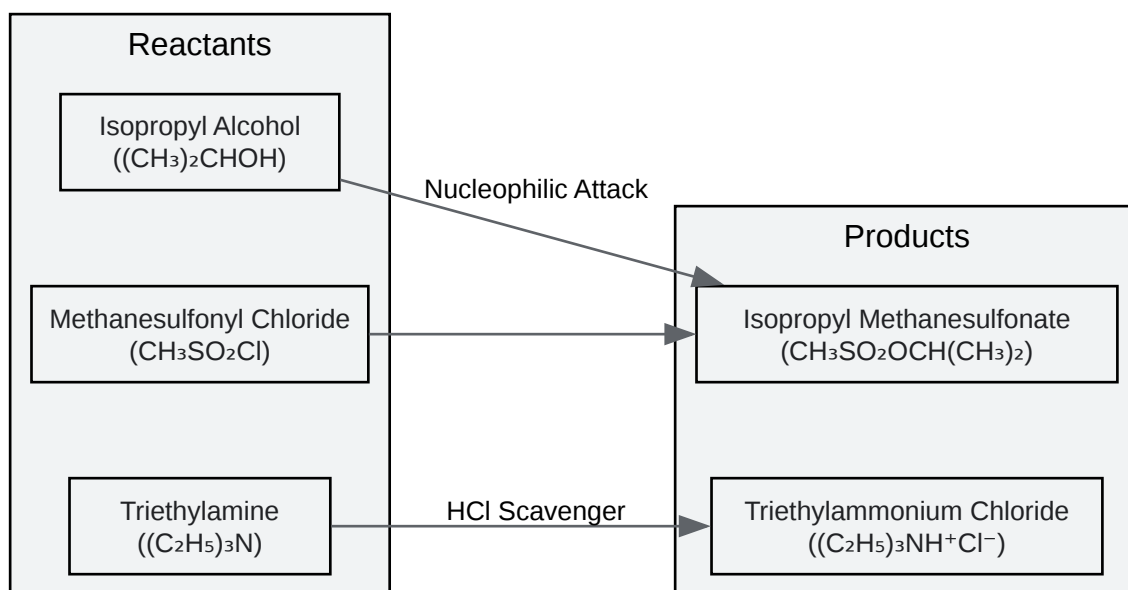 Reactants
Isopropyl Alcohol
((CH₃)₂CHOH)
Nucleophilic Attack
Products
Methanesulfonyl Chloride
(CH₃SO₂Cl)
Isopropyl Methanesulfonate
(CH₃SO₂OCH(CH₃)₂)
Triethylamine
((C₂H₅)₃N)
HCl Scavenger
Triethylammonium Chloride
((C₂H₅)₃NH⁺Cl⁻)